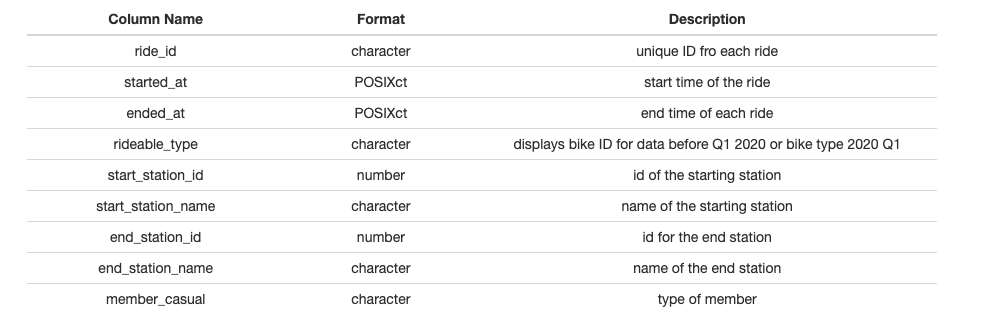 Column Name Format Description
ride_id character unique ID fro each ride
started_at POSIXct start time of the ride
ended_at POSIXct end time of each ride
rideable_type character displays bike ID for data before Q1 2020 or bike type 2020 Q1
start_station_id number id of the starting station
start_station_name character name of the starting station
end_station_id number id for the end station
end_station_name character name of the end station
member_casual character type of member